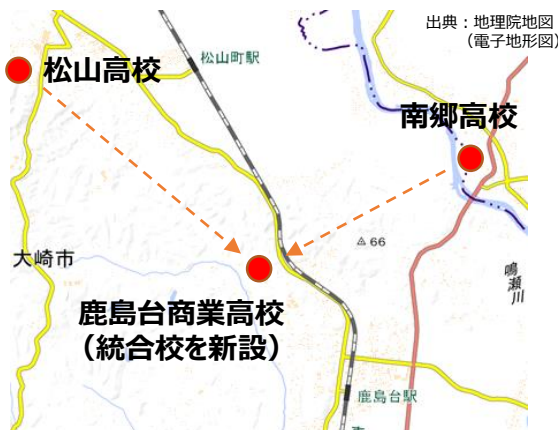 出典：地理院地図
（電子地形図）
松山町駅
松山高校
南郷高校
66
大崎市
鳴瀬川
鹿島台商業高校
（統合校を新設）
鹿島台駅